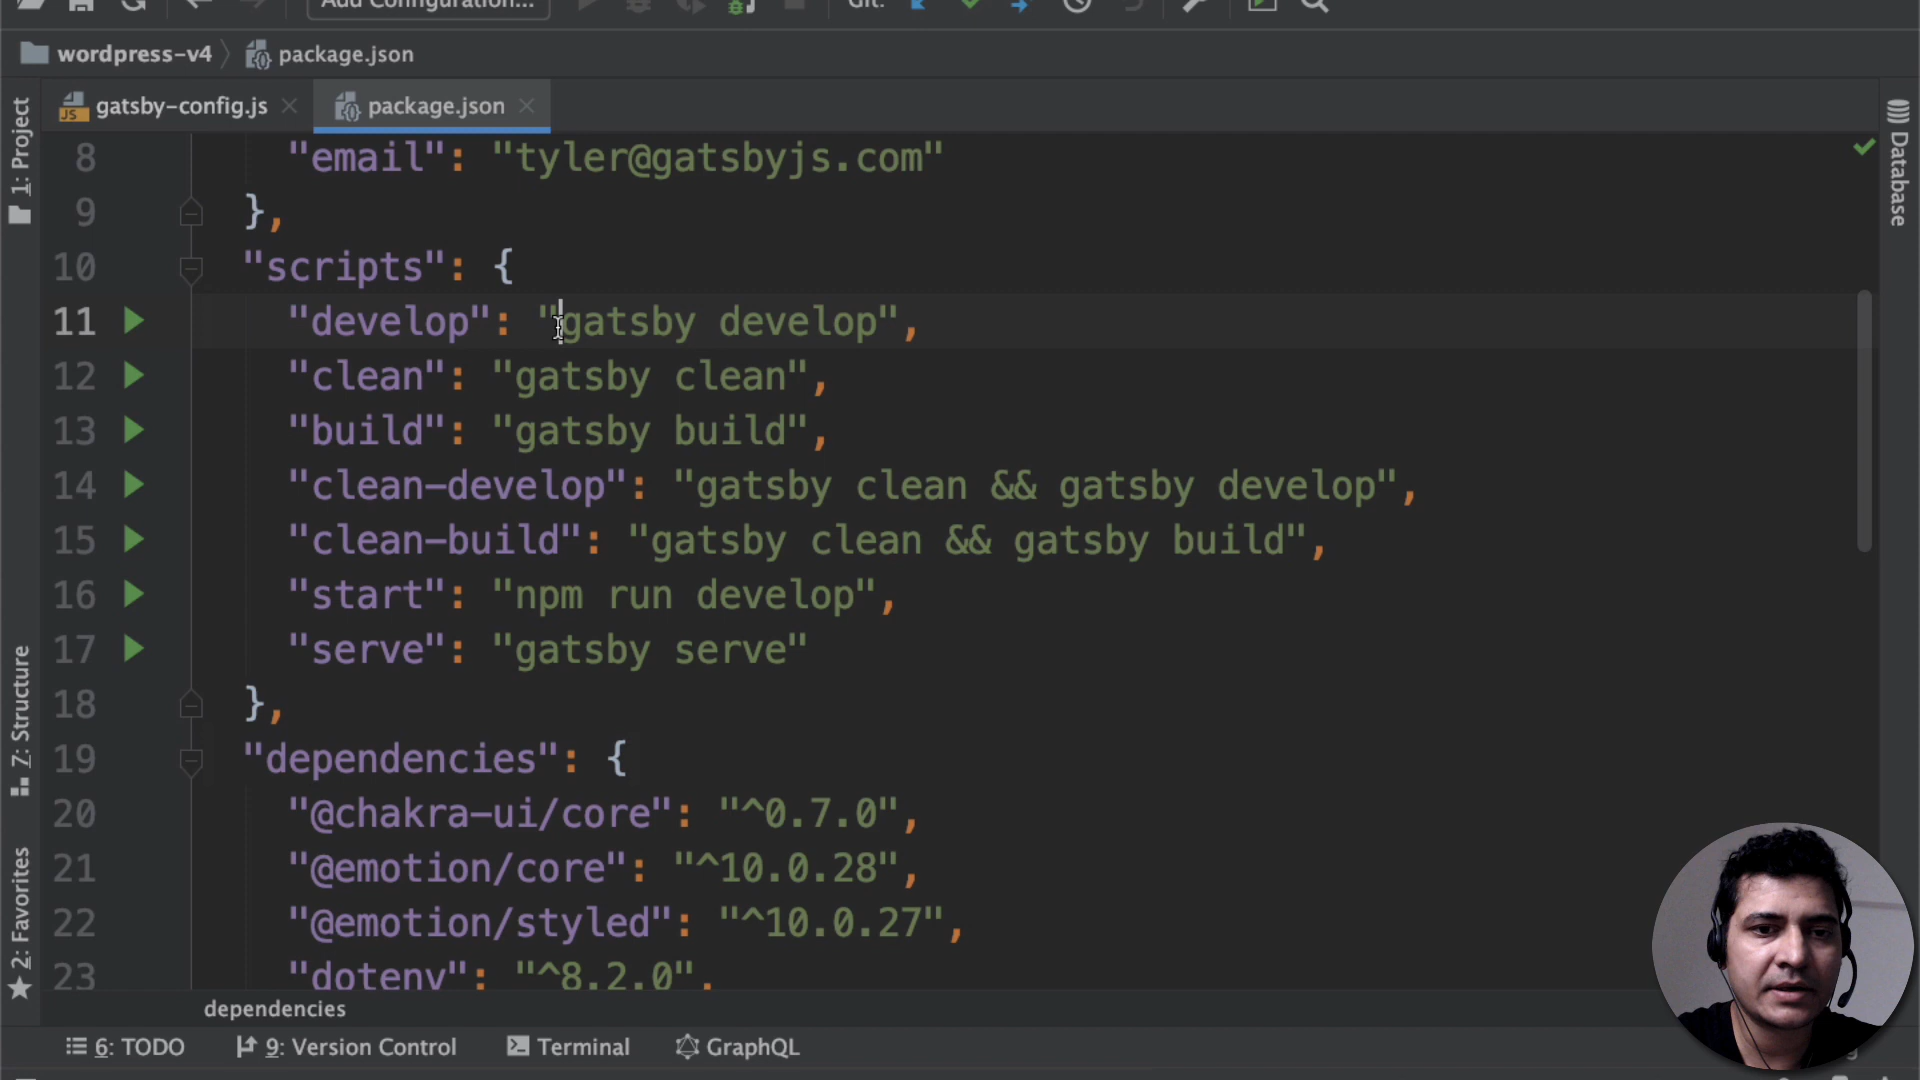 Add Configuration...
Git:
wordpress-v4
package.json
gatsby-config.js
package.json
1: Project
Database
8 "email": "tyler@gatsbyjs.com"
9 },
10 "scripts": {
11 "develop": "gatsby develop",
12 "clean": "gatsby clean",
13 "build": "gatsby build",
14 "clean-develop": "gatsby clean && gatsby develop",
15 "clean-build": "gatsby clean && gatsby build",
16 "start": "npm run develop",
17 "serve": "gatsby serve"
18 },
19 "dependencies": {
20 "@chakra-ui/core": "^0.7.0",
21 "@emotion/core": "^10.0.28",
22 "@emotion/styled": "^10.0.27",
23 "dotenv": "^8.2.0",
7: Structure
2: Favorites
dependencies
6: TODO
9: Version Control
Terminal
GraphQL